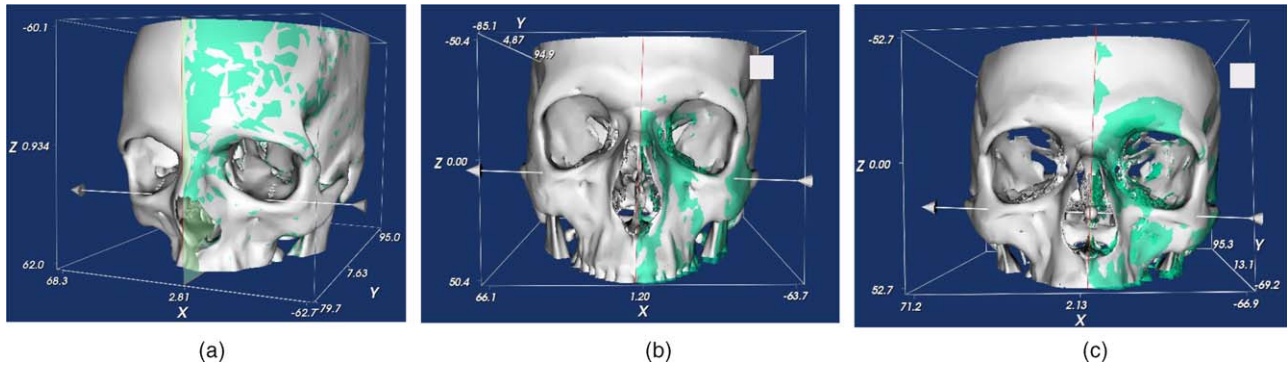 -60.1
Z 0.934
62.0
68.3
2.81
X
-62.7
-79.7
7.63
Y
95.0
-85.1
Y
4.87
94.9
-50.4
Z 0.00
50.4
66.1
1.20
X
-63.7
-52.7
Z 0.00
52.7
71.2
2.13
X
95.3
Y
13.1
-69.2
-66.9
(a)
(b)
(c)